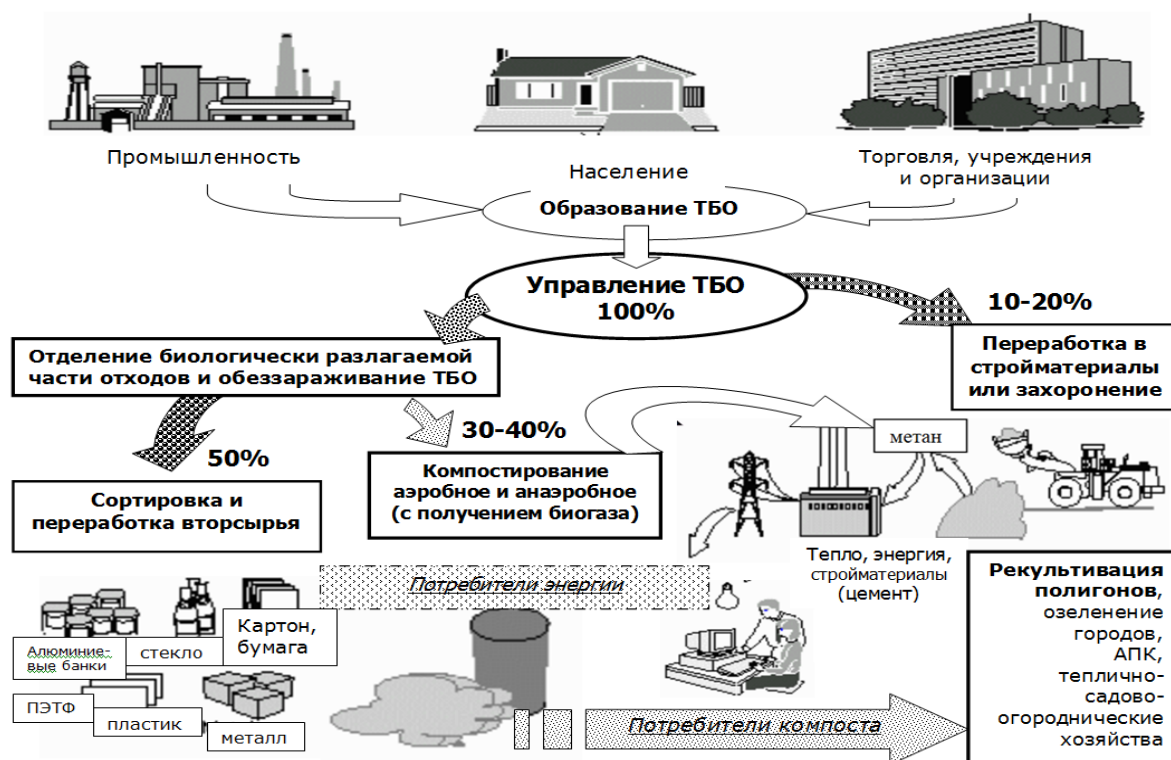 Промышленность
Население
Торговля, учреждения
и организации
Образование ТБО
Управление ТБО
100%
10-20%
Отделение биологически разлагаемой
части отходов и обеззараживание ТБО
Переработка в
стройматериалы
или захоронение
50%
30-40%
метан
Сортировка и
переработка вторсырья
Компостирование
аэробное и анаэробное
(с получением биогаза)
Тепло, энергия,
стройматериалы
(цемент)
Потребители энергии
Картон,
бумага
Алюминие-
вые банки
стекло
ПЭТФ
пластик
металл
Потребители компоста
Рекультивация
полигонов,
озеленение
городов,
АПК,
теплично-
садово-
огороднические
хозяйства